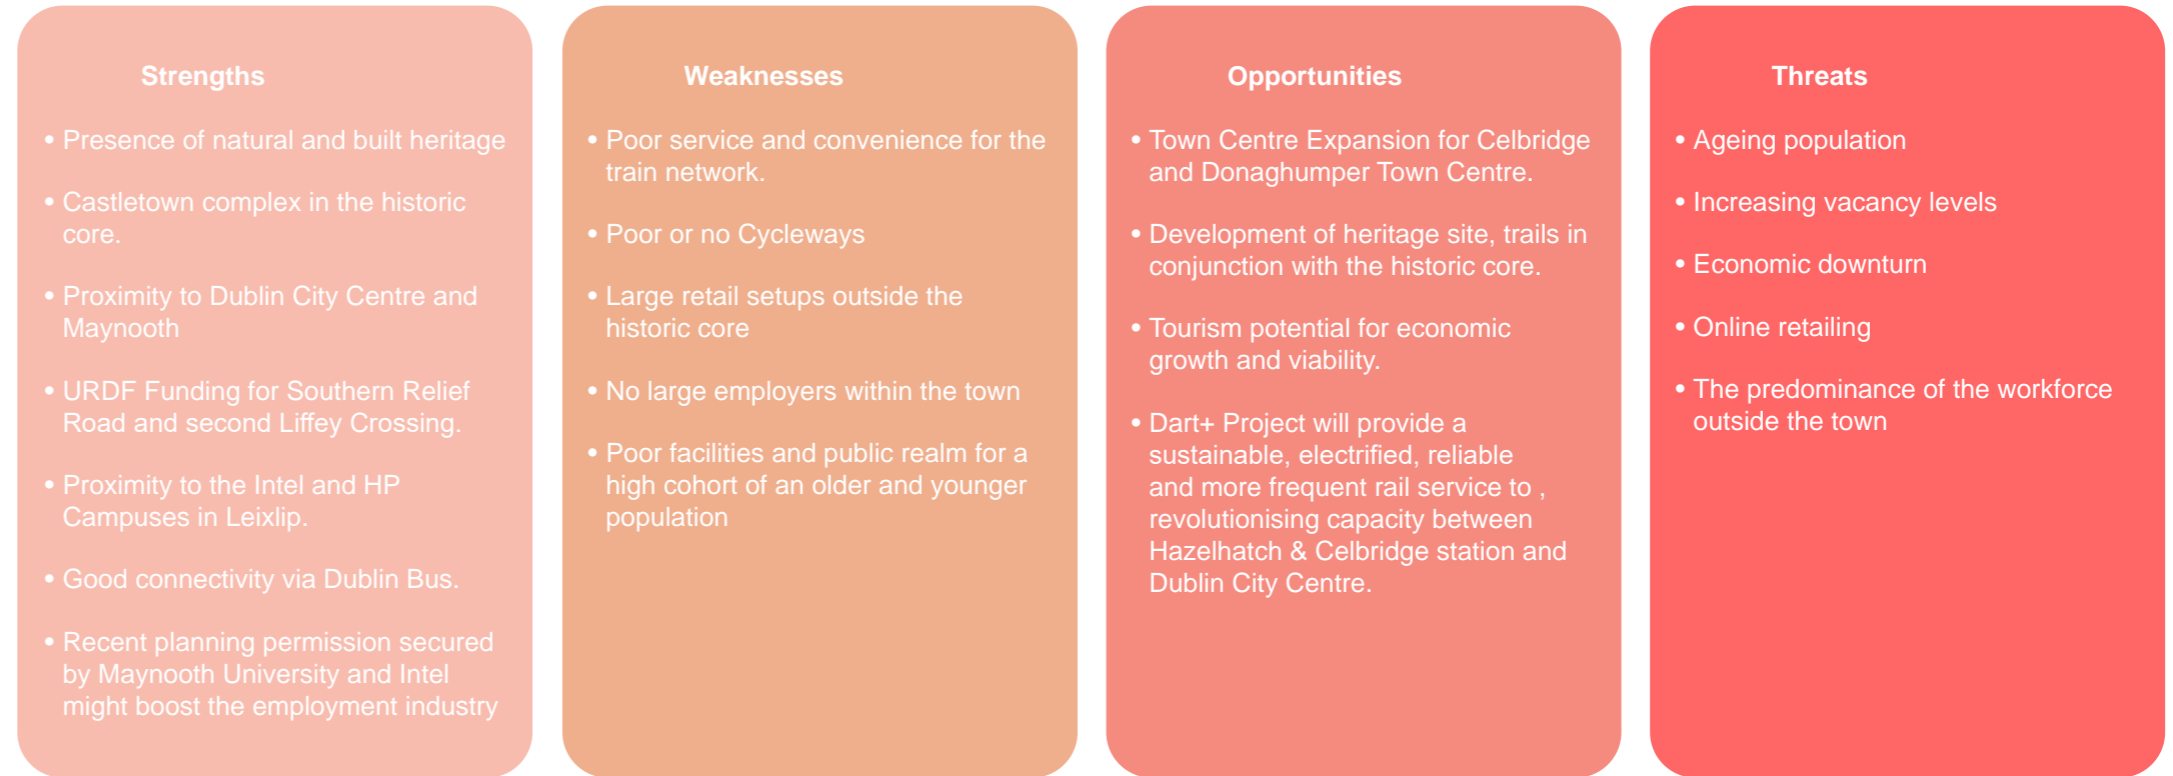 Strengths
• Presence of natural and built heritage
• Castletown complex in the historic
core.
• Proximity to Dublin City Centre and
Maynooth
• URDF Funding for Southern Relief
Road and second Liffey Crossing.
• Proximity to the Intel and HP
Campuses in Leixlip.
• Good connectivity via Dublin Bus.
• Recent planning permission secured
by Maynooth University and Intel
might boost the employment industry
Weaknesses
• Poor service and convenience for the
train network.
• Poor or no Cycleways
• Large retail setups outside the
historic core
• No large employers within the town
• Poor facilities and public realm for a
high cohort of an older and younger
population
Opportunities
• Town Centre Expansion for Celbridge
and Donaghumper Town Centre.
• Development of heritage site, trails in
conjunction with the historic core.
• Tourism potential for economic
growth and viability.
• Dart+ Project will provide a
sustainable, electrified, reliable
and more frequent rail service to ,
revolutionising capacity between
Hazelhatch & Celbridge station and
Dublin City Centre.
Threats
• Ageing population
• Increasing vacancy levels
• Economic downturn
• Online retailing
• The predominance of the workforce
outside the town